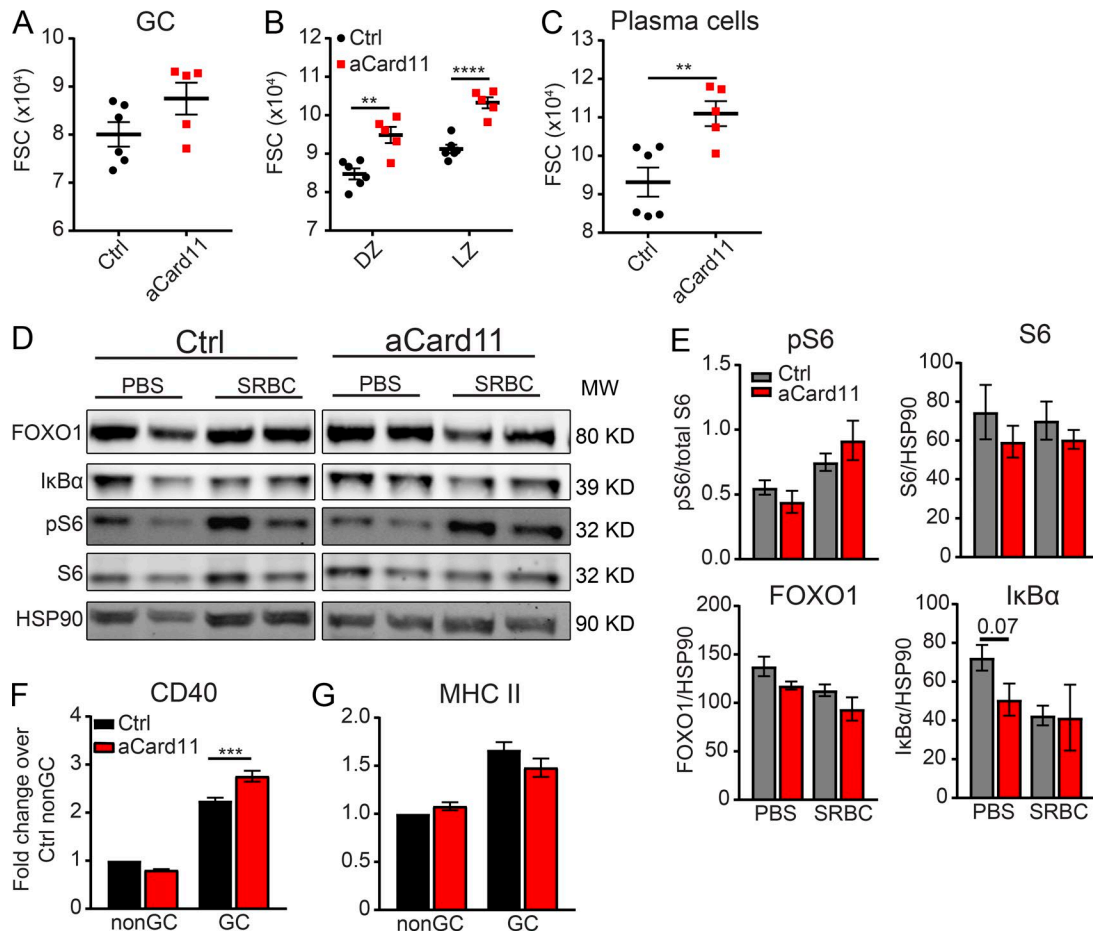 A
GC
FSC (x10⁴)
10
9
8
7
6
Ctrl
aCard11
B
Ctrl
aCard11
FSC (x10⁴)
12
11
10
9
8
7
**
****
DZ
LZ
C
Plasma cells
FSC (x10⁴)
13
12
11
10
9
8
**
Ctrl
aCard11
D
Ctrl
aCard11
PBS
SRBC
PBS
SRBC
MW
FOXO1
80 KD
IκBα
39 KD
pS6
32 KD
S6
32 KD
HSP90
90 KD
E
pS6
Ctrl
aCard11
pS6/total S6
1.5
1.0
0.5
0.0
S6
S6/HSP90
100
80
60
40
20
0
FOXO1
FOXO1/HSP90
200
150
100
50
0
PBS
SRBC
IκBα
IκBα/HSP90
100
80
60
40
20
0
0.07
PBS
SRBC
F
CD40
Ctrl
aCard11
Fold change over
Ctrl nonGC
4
3
2
1
0
***
nonGC
GC
G
MHC II
2.0
1.5
1.0
0.5
0.0
nonGC
GC